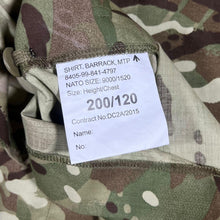 SHIRT, BARRACK, MTP
8405-99-841-4797
NATO SIZE: 9000/1520
Size: Height/Chest
200/120
Contract No:DC2A/2015
Name:
No: